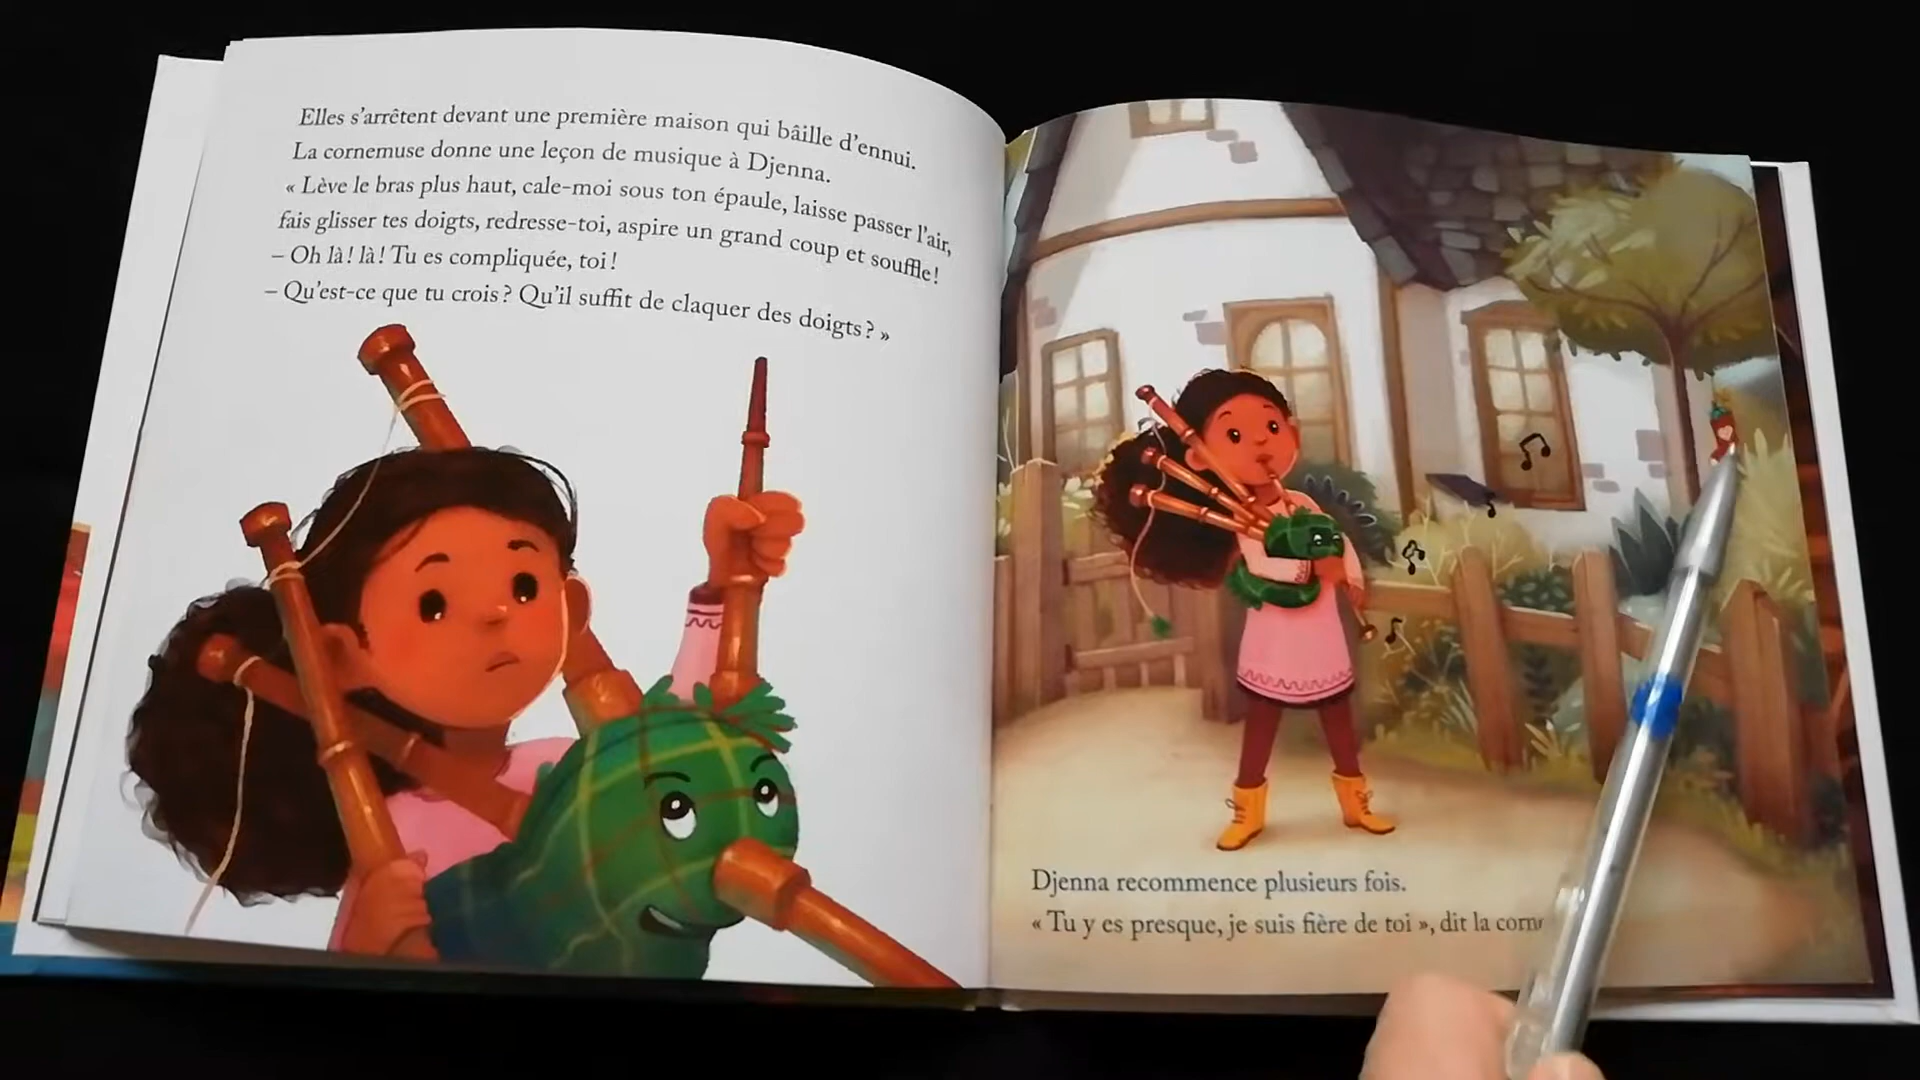 Elles s'arrêtent devant une première maison qui bâille d'ennui.
La cornemuse donne une leçon de musique à Djenna.
« Lève le bras plus haut, cale-moi sous ton épaule, laisse passer l'air,
fais glisser tes doigts, redresse-toi, aspire un grand coup et souffle !
– Oh là ! là ! Tu es compliquée, toi !
– Qu'est-ce que tu crois ? Qu'il suffit de claquer des doigts ? »
Djenna recommence plusieurs fois.
« Tu y es presque, je suis fière de toi », dit la